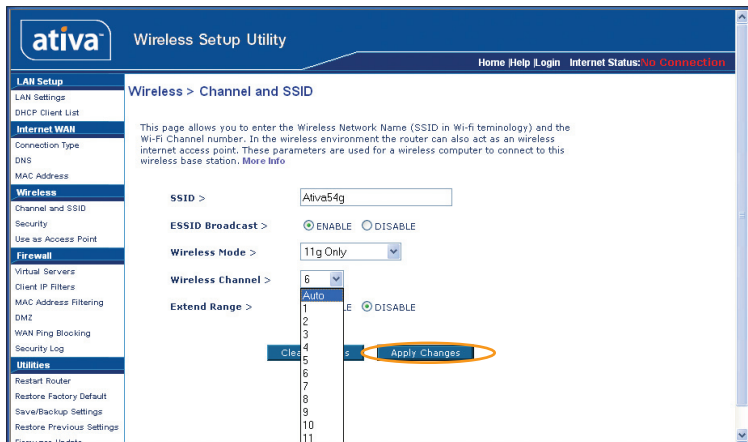 ativa
Wireless Setup Utility
Home |Help |Login Internet Status:No Connection
LAN Setup
LAN Settings
DHCP Client List
Internet WAN
Connection Type
DNS
MAC Address
Wireless
Channel and SSID
Security
Use as Access Point
Firewall
Virtual Servers
Client IP Filters
MAC Address Filtering
DMZ
WAN Ping Blocking
Security Log
Utilities
Restart Router
Restore Factory Default
Save/Backup Settings
Restore Previous Settings
Wireless > Channel and SSID
This page allows you to enter the Wireless Network Name (SSID in Wi-fi teminology) and the
Wi-Fi Channel number. In the wireless environment the router can also act as an wireless
internet access point. These parameters are used for a wireless computer to connect to this
wireless base station. More Info
SSID > Ativa54g
ESSID Broadcast > ENABLE DISABLE
Wireless Mode > 11g Only
Wireless Channel > 6
Auto
1
Extend Range > LE DISABLE
2
3
4
Apply Changes
5
6
7
8
9
10
11